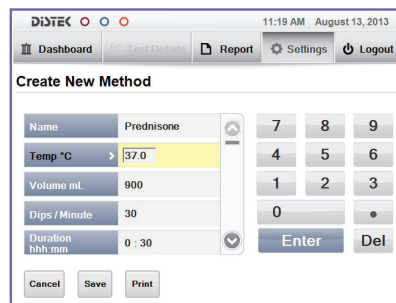 DiSTEK
11:19 AM August 13, 2013
Dashboard Test Details Report Settings Logout
Create New Method
Name Prednisone
Temp °C 37.0
Volume mL 900
Dips / Minute 30
Duration
hhh mm 0 : 30
7 8 9
4 5 6
1 2 3
0 .
Enter Del
Cancel Save Print